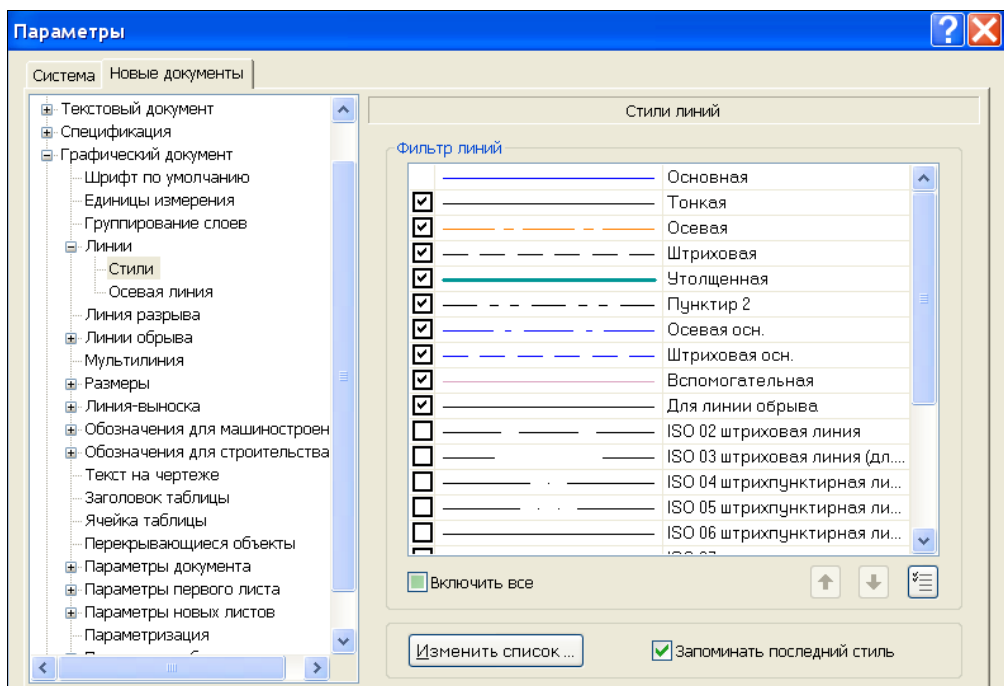 Параметры
Система
Новые документы
Текстовый документ
Спецификация
Графический документ
Шрифт по умолчанию
Единицы измерения
Группирование слоев
Линии
Стили
Осевая линия
Линия разрыва
Линии обрыва
Мультилиния
Размеры
Линия-выноска
Обозначения для машиностроен
Обозначения для строительства
Текст на чертеже
Заголовок таблицы
Ячейка таблицы
Перекрывающиеся объекты
Параметры документа
Параметры первого листа
Параметры новых листов
Параметризация
Стили линий
Фильтр линий
Основная
Тонкая
Осевая
Штриховая
Утолщенная
Пунктир 2
Осевая осн.
Штриховая осн.
Вспомогательная
Для линии обрыва
ISO 02 штриховая линия
ISO 03 штриховая линия (дл....
ISO 04 штрихпунктирная ли...
ISO 05 штрихпунктирная ли...
ISO 06 штрихпунктирная ли...
Включить все
Изменить список ...
Запоминать последний стиль